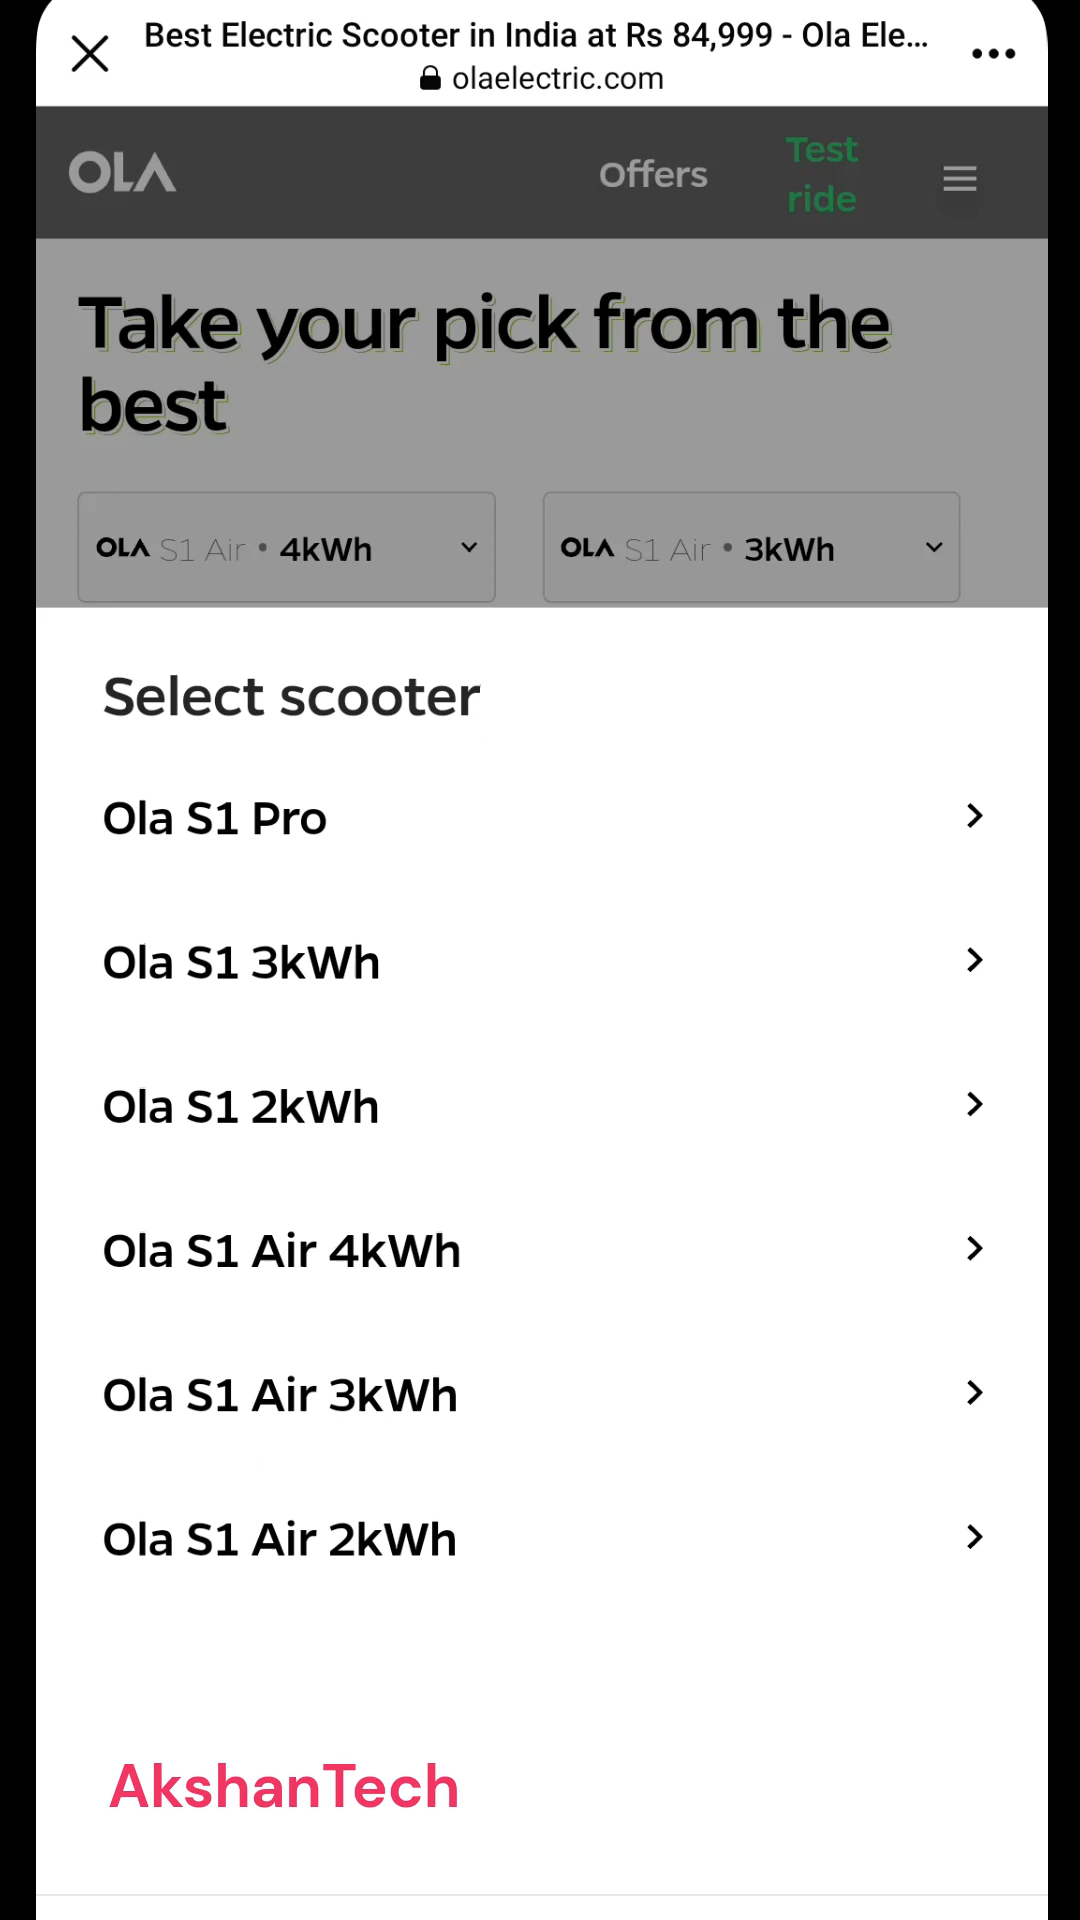 Best Electric Scooter in India at Rs 84,999 - Ola Ele...
olaelectric.com
OLA
Offers
Test
ride
Take your pick from the
best
OLA S1 Air • 4kWh
OLA S1 Air • 3kWh
Select scooter
Ola S1 Pro
Ola S1 3kWh
Ola S1 2kWh
Ola S1 Air 4kWh
Ola S1 Air 3kWh
Ola S1 Air 2kWh
AkshanTech